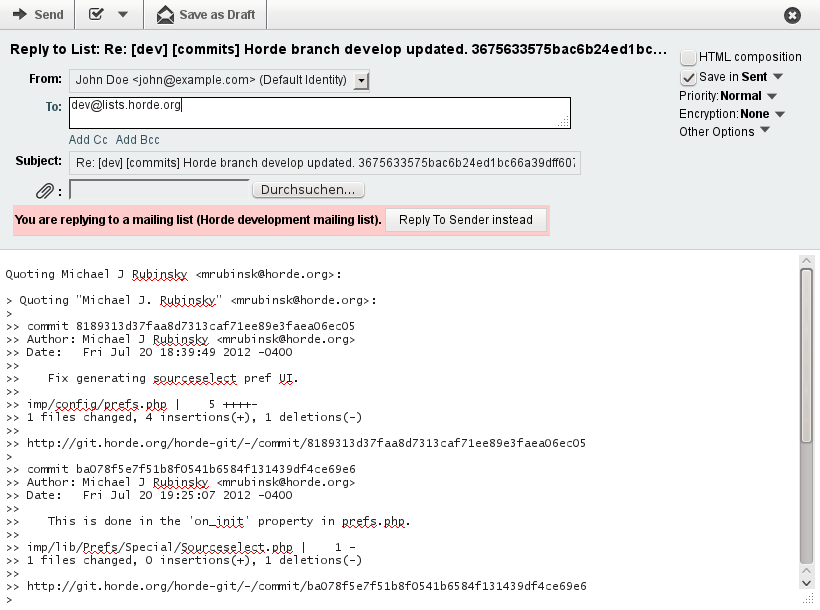 Send
Save as Draft
Reply to List: Re: [dev] [commits] Horde branch develop updated. 3675633575bac6b24ed1bc...
HTML composition
From: John Doe <john@example.com> (Default Identity)
Save in Sent
To: dev@lists.horde.org
Priority: Normal
Encryption: None
Other Options
Add Cc Add Bcc
Subject: Re: [dev] [commits] Horde branch develop updated. 3675633575bac6b24ed1bc66a39dff607
: Durchsuchen...
You are replying to a mailing list (Horde development mailing list). Reply To Sender instead
Quoting Michael J Rubinsky <mrubinsk@horde.org>:
> Quoting "Michael J. Rubinsky" <mrubinsk@horde.org>:
>
>> commit 8189313d37faa8d7313caf71ee89e3faea06ec05
>> Author: Michael J Rubinsky <mrubinsk@horde.org>
>> Date:   Fri Jul 20 18:39:49 2012 -0400
>>
>>    Fix generating sourceselect pref UI.
>>
>> imp/config/prefs.php |    5 ++++-
>> 1 files changed, 4 insertions(+), 1 deletions(-)
>>
>> http://git.horde.org/horde-git/-/commit/8189313d37faa8d7313caf71ee89e3faea06ec05
>
>> commit ba078f5e7f51b8f0541b6584f131439df4ce69e6
>> Author: Michael J Rubinsky <mrubinsk@horde.org>
>> Date:   Fri Jul 20 19:25:07 2012 -0400
>>
>>    This is done in the 'on_init' property in prefs.php.
>>
>> imp/lib/Prefs/Special/Sourceselect.php |    1 -
>> 1 files changed, 0 insertions(+), 1 deletions(-)
>>
>> http://git.horde.org/horde-git/-/commit/ba078f5e7f51b8f0541b6584f131439df4ce69e6
>